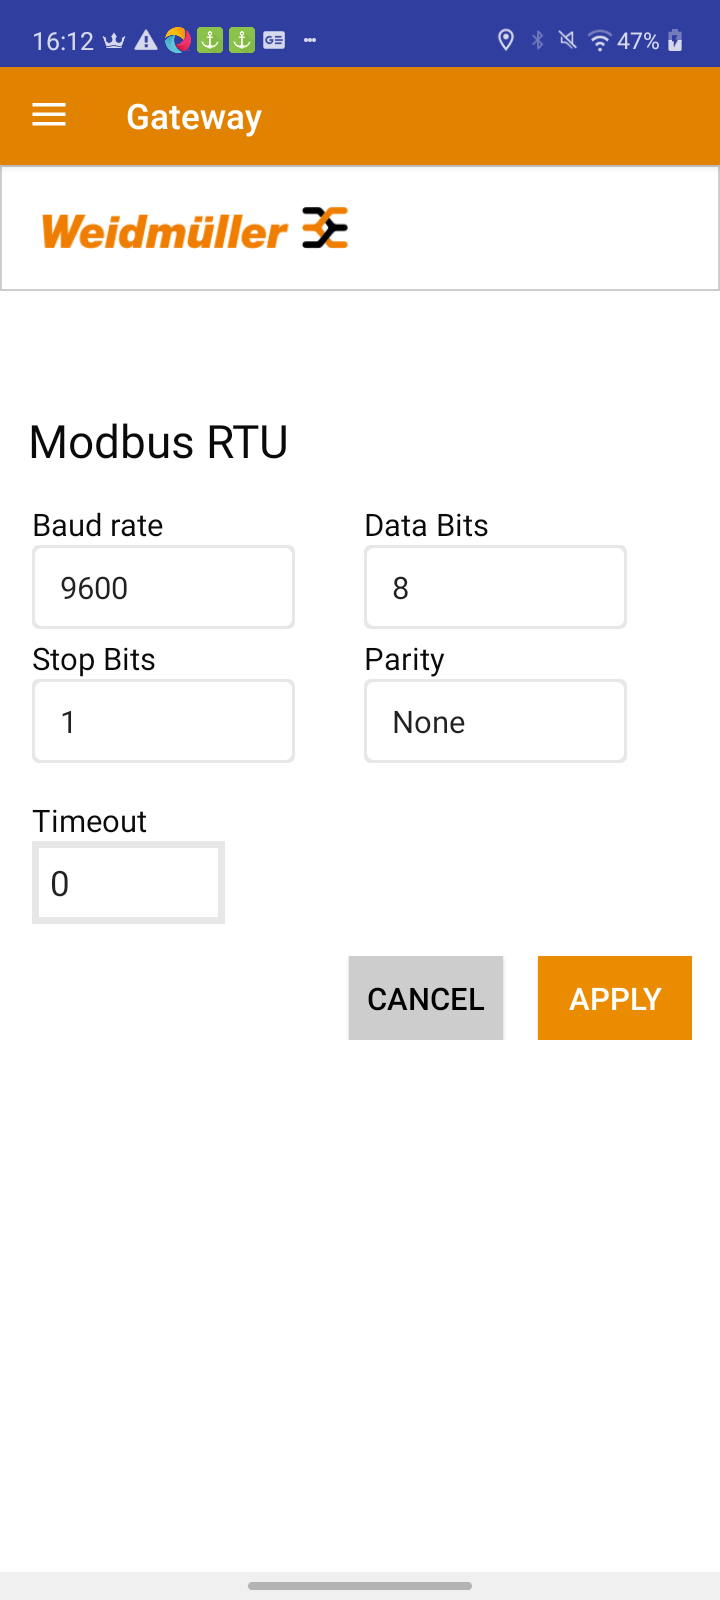 16:12 47%
Gateway
Weidmüller
Modbus RTU
Baud rate Data Bits
9600 8
Stop Bits Parity
1 None
Timeout
0
CANCEL APPLY